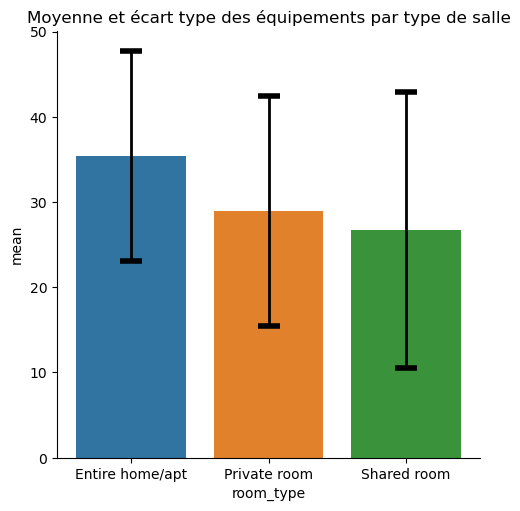 Moyenne et écart type des équipements par type de salle
50
40
30
20
10
0
mean
Entire home/apt Private room Shared room
room_type